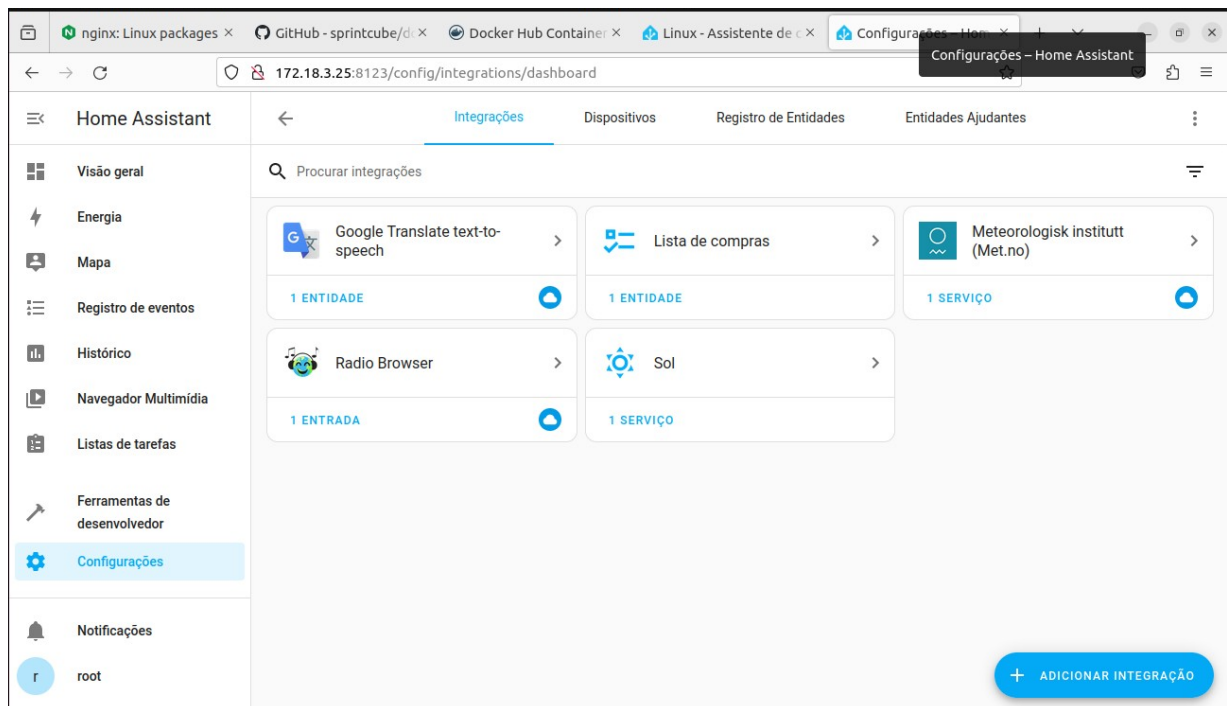 nginx: Linux packages
GitHub - sprintcube/d
Docker Hub Container
Linux - Assistente de c
Configurações – Hom
Configurações – Home Assistant
172.18.3.25:8123/config/integrations/dashboard
Home Assistant
Integrações
Dispositivos
Registro de Entidades
Entidades Ajudantes
Visão geral
Energia
Mapa
Registro de eventos
Histórico
Navegador Multimídia
Listas de tarefas
Ferramentas de
desenvolvedor
Configurações
Notificações
r
root
Procurar integrações
Google Translate text-to-
speech
1 ENTIDADE
Lista de compras
1 ENTIDADE
Meteorologisk institutt
(Met.no)
1 SERVIÇO
Radio Browser
1 ENTRADA
Sol
1 SERVIÇO
ADICIONAR INTEGRAÇÃO